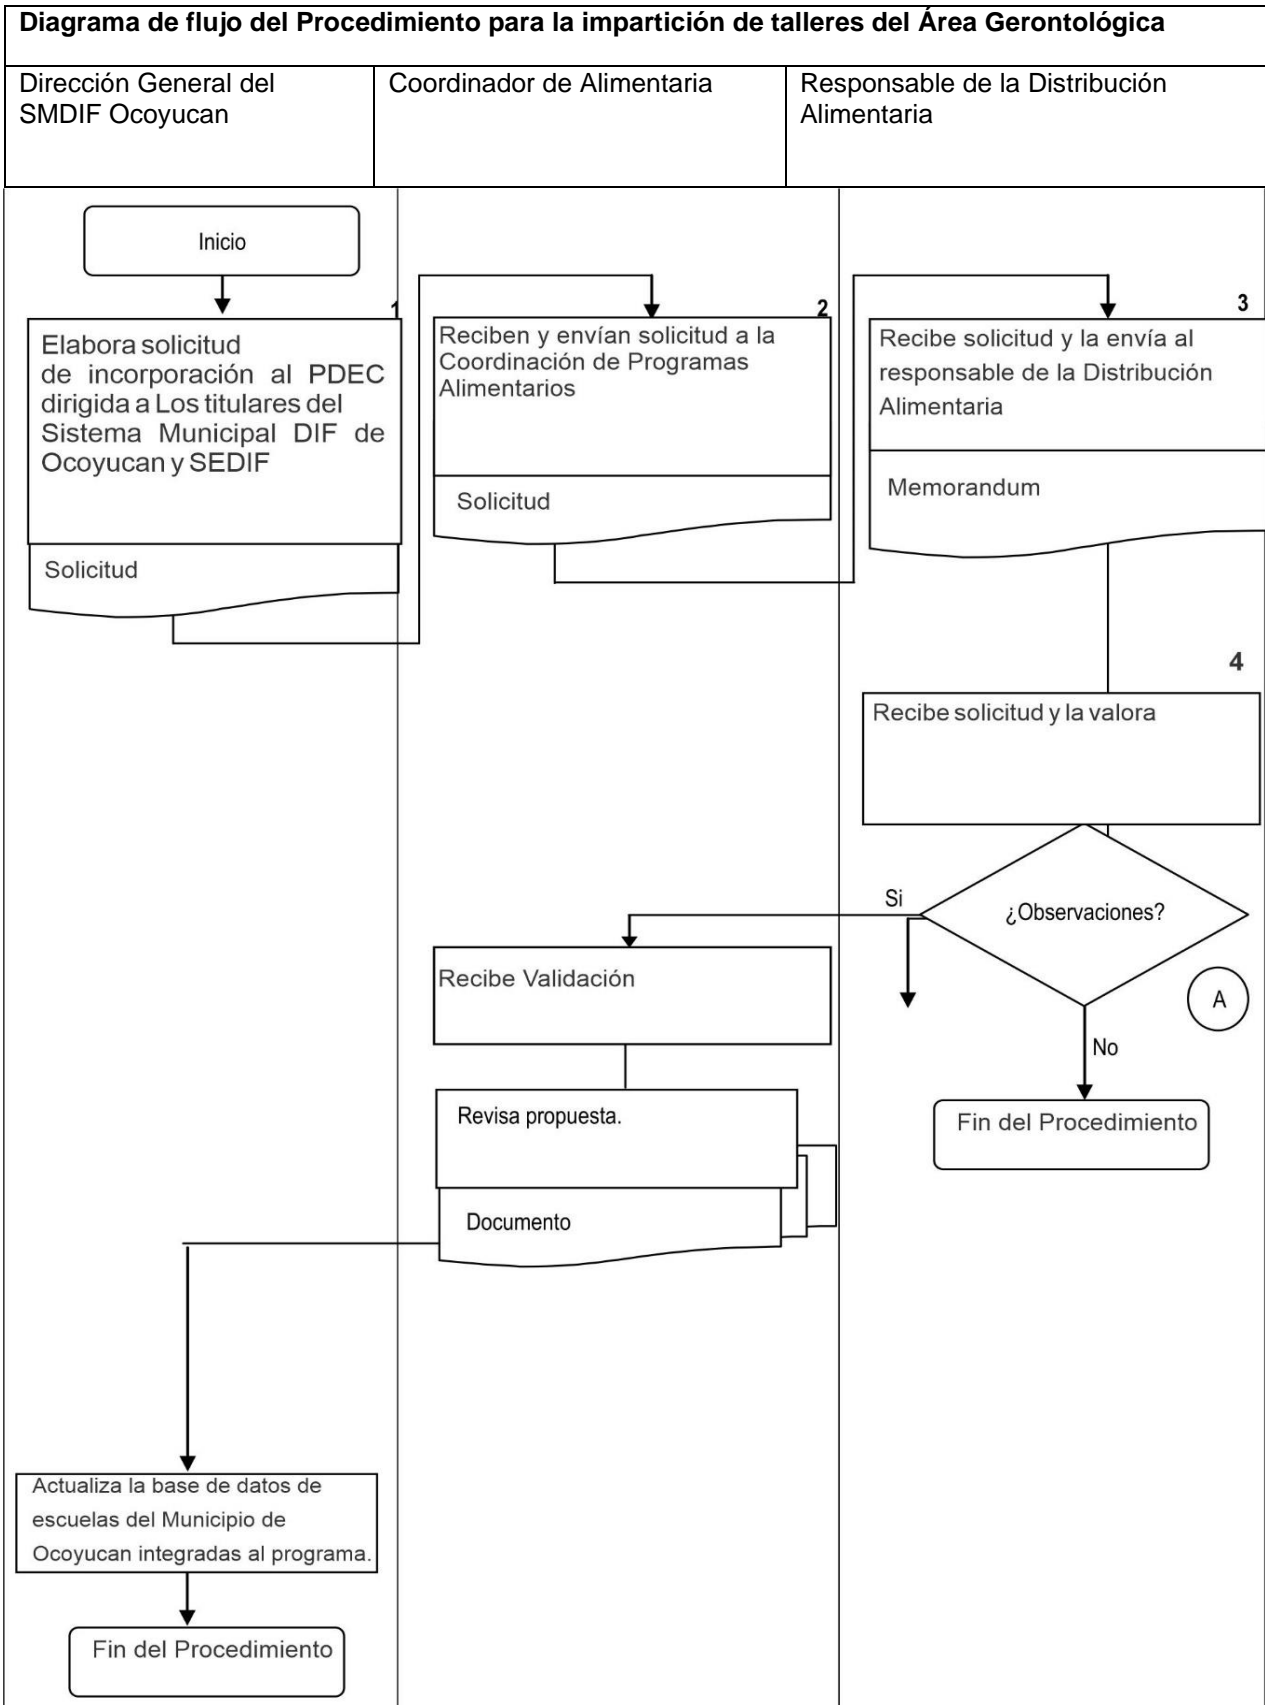 Diagrama de flujo del Procedimiento para la impartición de talleres del Área Gerontológica
Dirección General del
SMDIF Ocoyucan
Coordinador de Alimentaria
Responsable de la Distribución
Alimentaria
Inicio
1
Elabora solicitud
de incorporación al PDEC
dirigida a Los titulares del
Sistema Municipal DIF de
Ocoyucan y SEDIF
Solicitud
2
Reciben y envían solicitud a la
Coordinación de Programas
Alimentarios
Solicitud
3
Recibe solicitud y la envía al
responsable de la Distribución
Alimentaria
Memorandum
4
Recibe solicitud y la valora
¿Observaciones?
Si
A
No
Fin del Procedimiento
Recibe Validación
Revisa propuesta.
Documento
Actualiza la base de datos de
escuelas del Municipio de
Ocoyucan integradas al programa.
Fin del Procedimiento